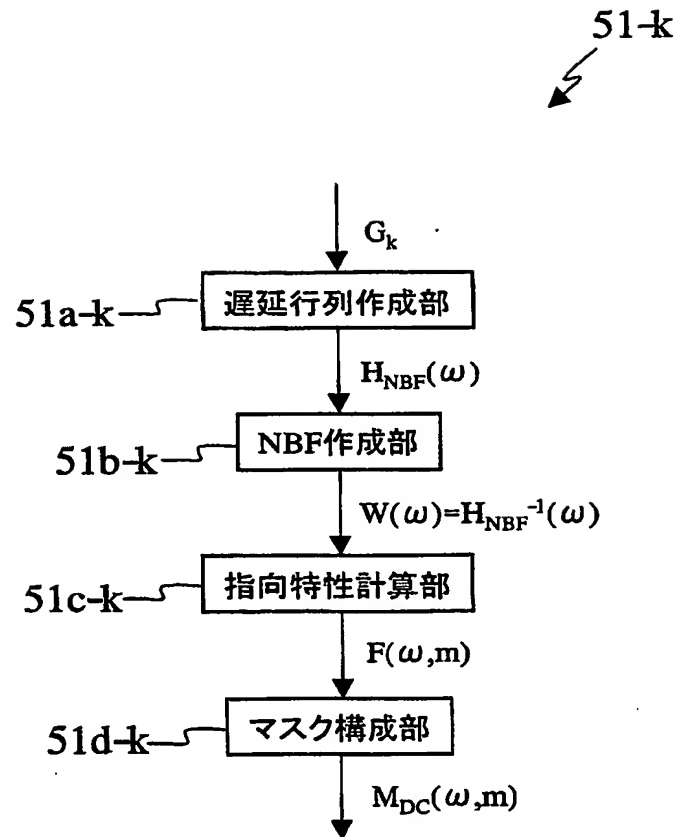 51-k
G_k
51a-k
遅延行列作成部
H_NBF(ω)
51b-k
NBF作成部
W(ω)=H_NBF^-1(ω)
51c-k
指向特性計算部
F(ω,m)
51d-k
マスク構成部
M_DC(ω,m)